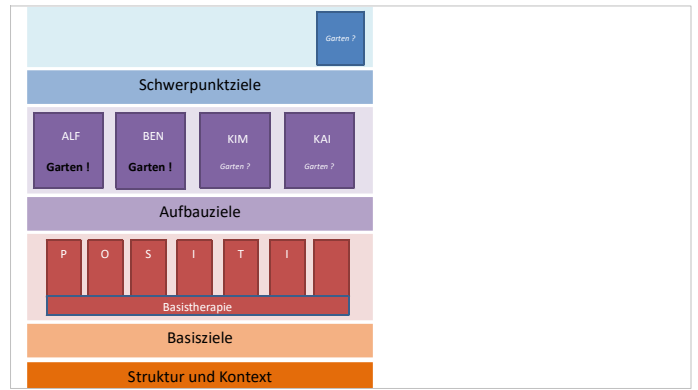 Garten ?
Schwerpunktziele
ALF BEN KIM KAI
Garten ! Garten ! Garten ? Garten ?
Aufbauziele
P O S I T I
Basistherapie
Basisziele
Struktur und Kontext